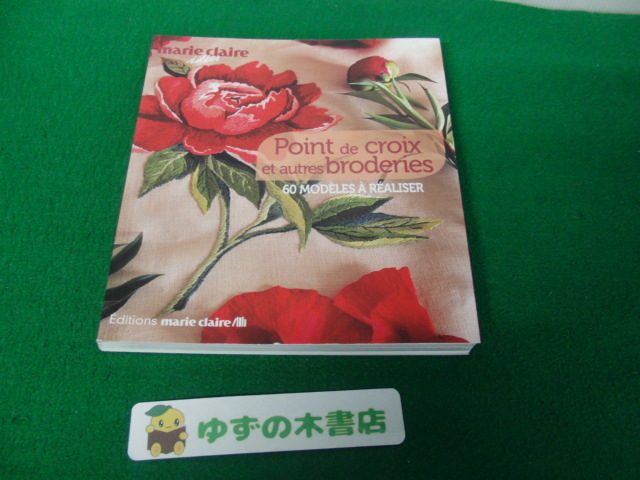 marie claire
idées
Point de croix
et autres broderies
60 MODÈLES À RÉALISER
Éditions marie claire
ゆずの木書店